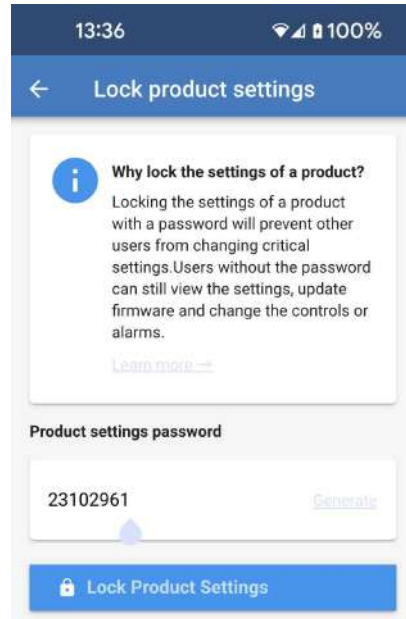 13:36
100%
Lock product settings
Why lock the settings of a product?
Locking the settings of a product
with a password will prevent other
users from changing critical
settings.Users without the password
can still view the settings, update
firmware and change the controls or
alarms.
Learn more →
Product settings password
23102961 Generate
Lock Product Settings